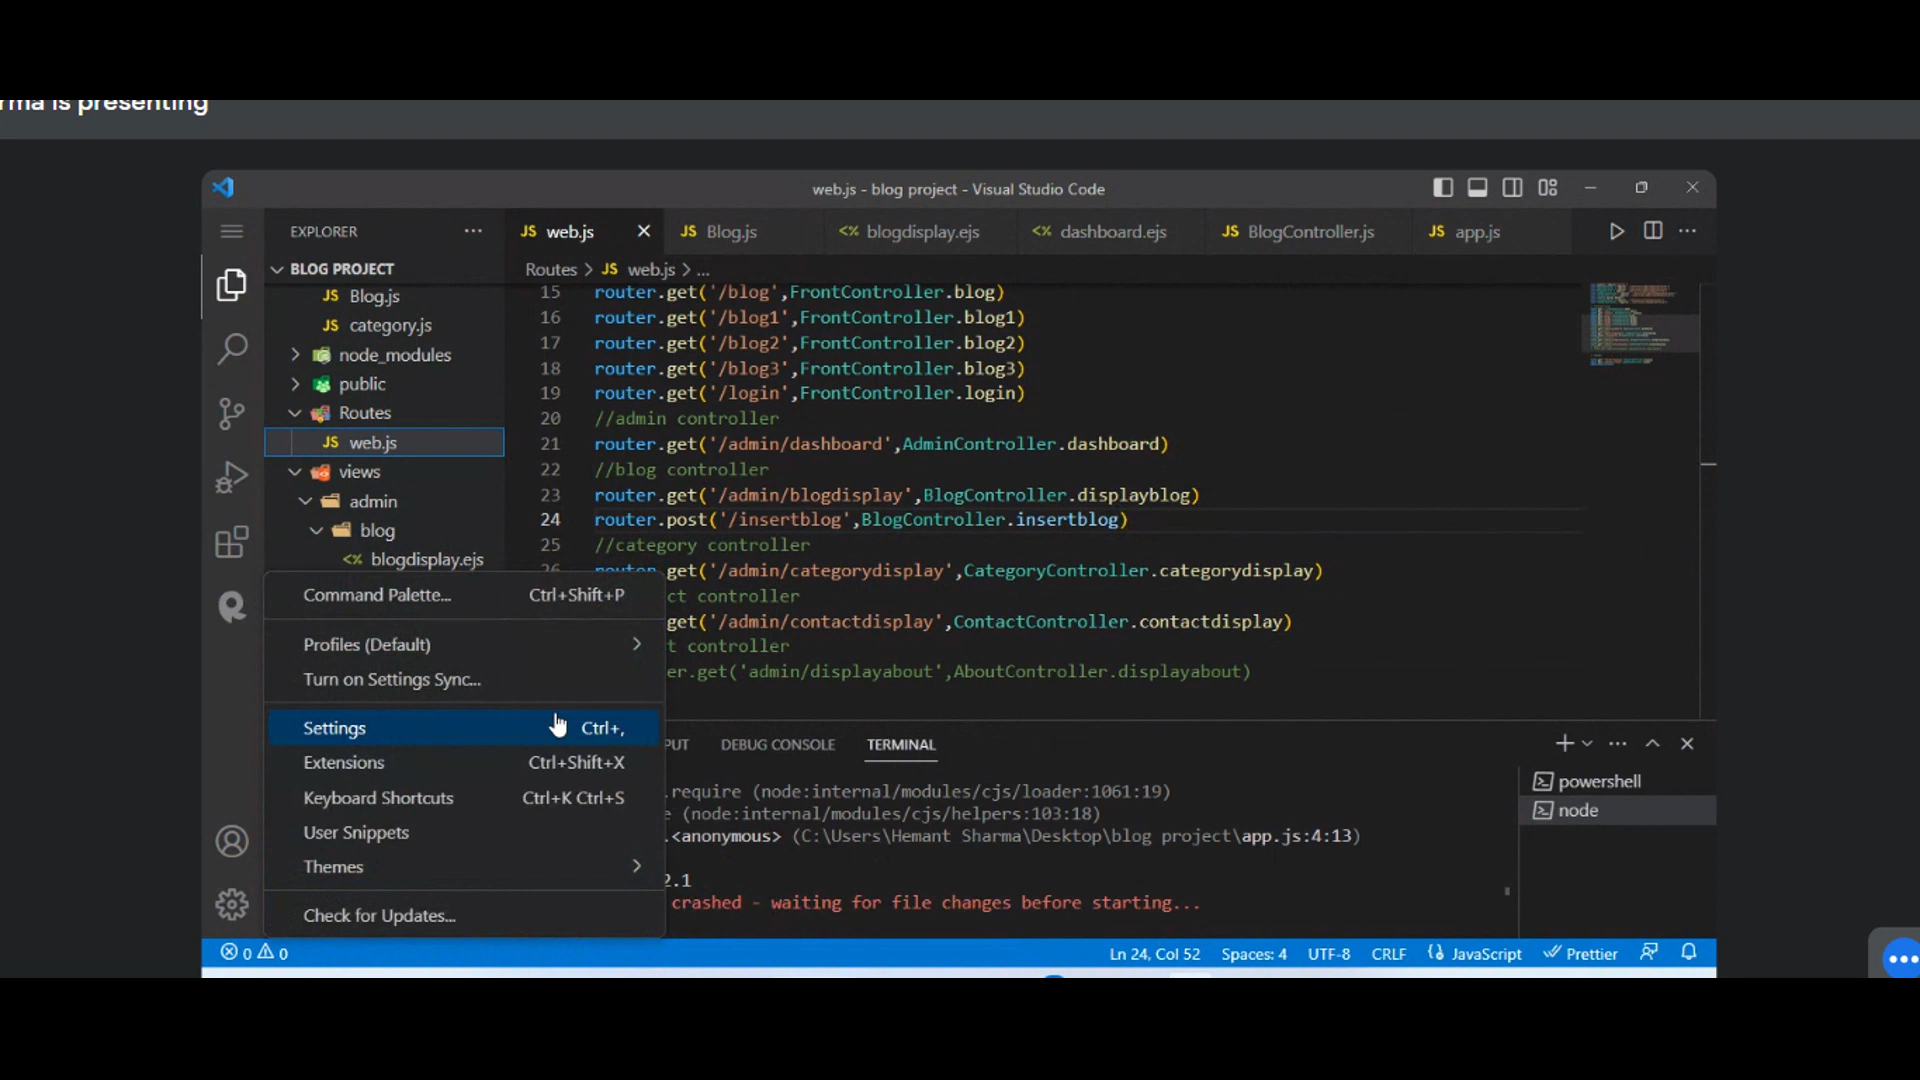 rma is presenting
web.js - blog project - Visual Studio Code
EXPLORER
JS web.js
JS Blog.js
<% blogdisplay.ejs
<% dashboard.ejs
JS BlogController.js
JS app.js
BLOG PROJECT
JS Blog.js
JS category.js
node_modules
public
Routes
JS web.js
views
admin
blog
<% blogdisplay.ejs
Routes > JS web.js > ...
15 router.get('/blog',FrontController.blog)
16 router.get('/blog1',FrontController.blog1)
17 router.get('/blog2',FrontController.blog2)
18 router.get('/blog3',FrontController.blog3)
19 router.get('/login',FrontController.login)
20 //admin controller
21 router.get('/admin/dashboard',AdminController.dashboard)
22 //blog controller
23 router.get('/admin/blogdisplay',BlogController.displayblog)
24 router.post('/insertblog',BlogController.insertblog)
25 //category controller
get('/admin/categorydisplay',CategoryController.categorydisplay)
ct controller
get('/admin/contactdisplay',ContactController.contactdisplay)
t controller
er.get('admin/displayabout',AboutController.displayabout)
Command Palette... Ctrl+Shift+P
Profiles (Default)
Turn on Settings Sync...
Settings Ctrl+,
Extensions Ctrl+Shift+X
Keyboard Shortcuts Ctrl+K Ctrl+S
User Snippets
Themes
Check for Updates...
PUT DEBUG CONSOLE TERMINAL
.require (node:internal/modules/cjs/loader:1061:19)
e (node:internal/modules/cjs/helpers:103:18)
.<anonymous> (C:\Users\Hemant Sharma\Desktop\blog project\app.js:4:13)
2.1
crashed - waiting for file changes before starting...
powershell
node
0 0
Ln 24, Col 52 Spaces: 4 UTF-8 CRLF {} JavaScript Prettier